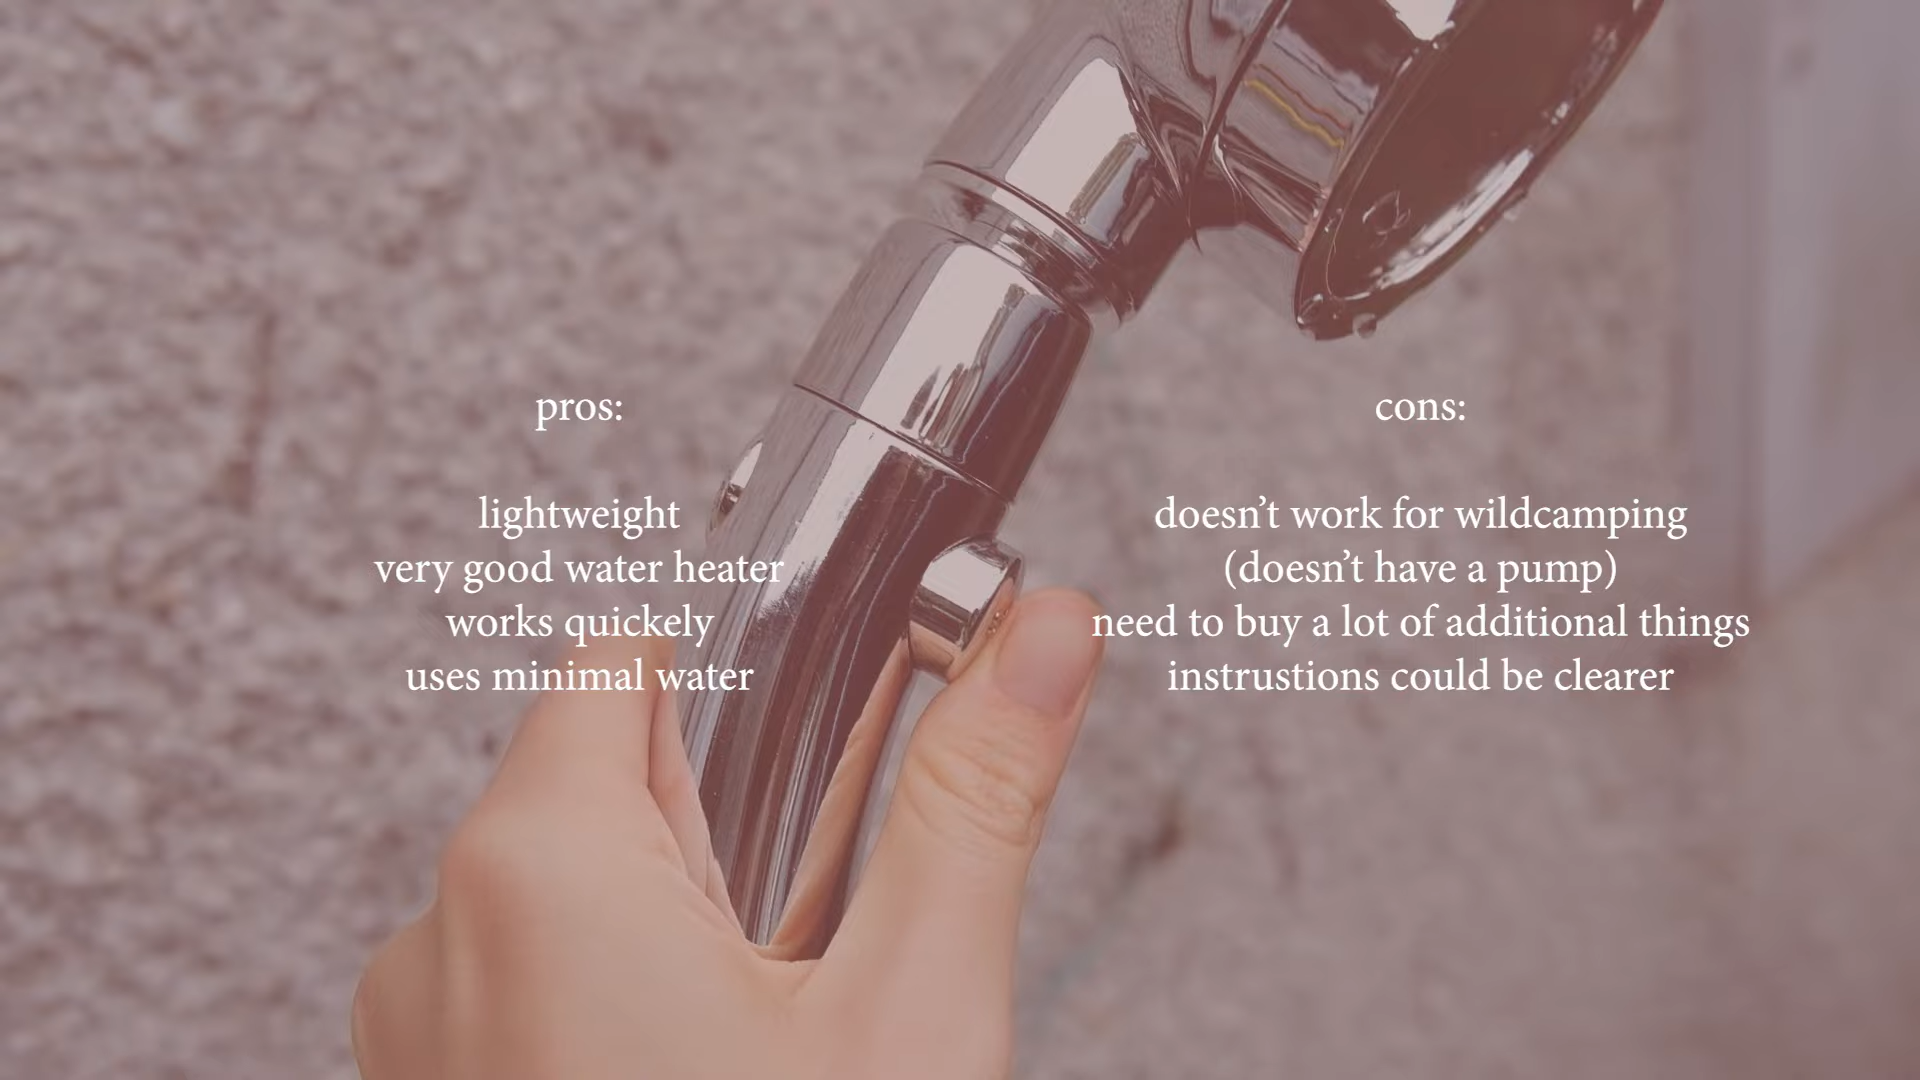 pros:
lightweight
very good water heater
works quickely
uses minimal water
cons:
doesn’t work for wildcamping
(doesn’t have a pump)
need to buy a lot of additional things
instrustions could be clearer